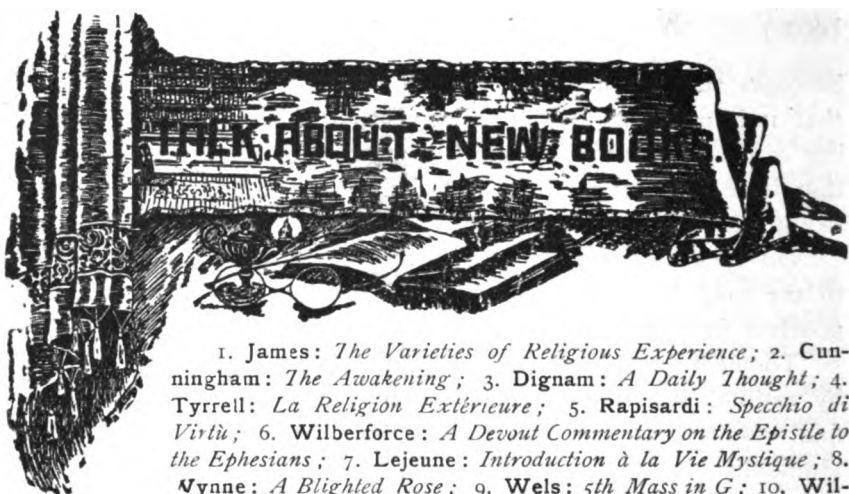 TALK ABOUT NEW BOOKS.
1. James: The Varieties of Religious Experience; 2. Cun-
ningham: The Awakening; 3. Dignam: A Daily Thought; 4.
Tyrrell: La Religion Extérieure; 5. Rapisardi: Specchio di
Virtù; 6. Wilberforce: A Devout Commentary on the Epistle to
the Ephesians; 7. Lejeune: Introduction à la Vie Mystique; 8.
Wynne: A Blighted Rose; 9. Wels: 5th Mass in G; 10. Wil-